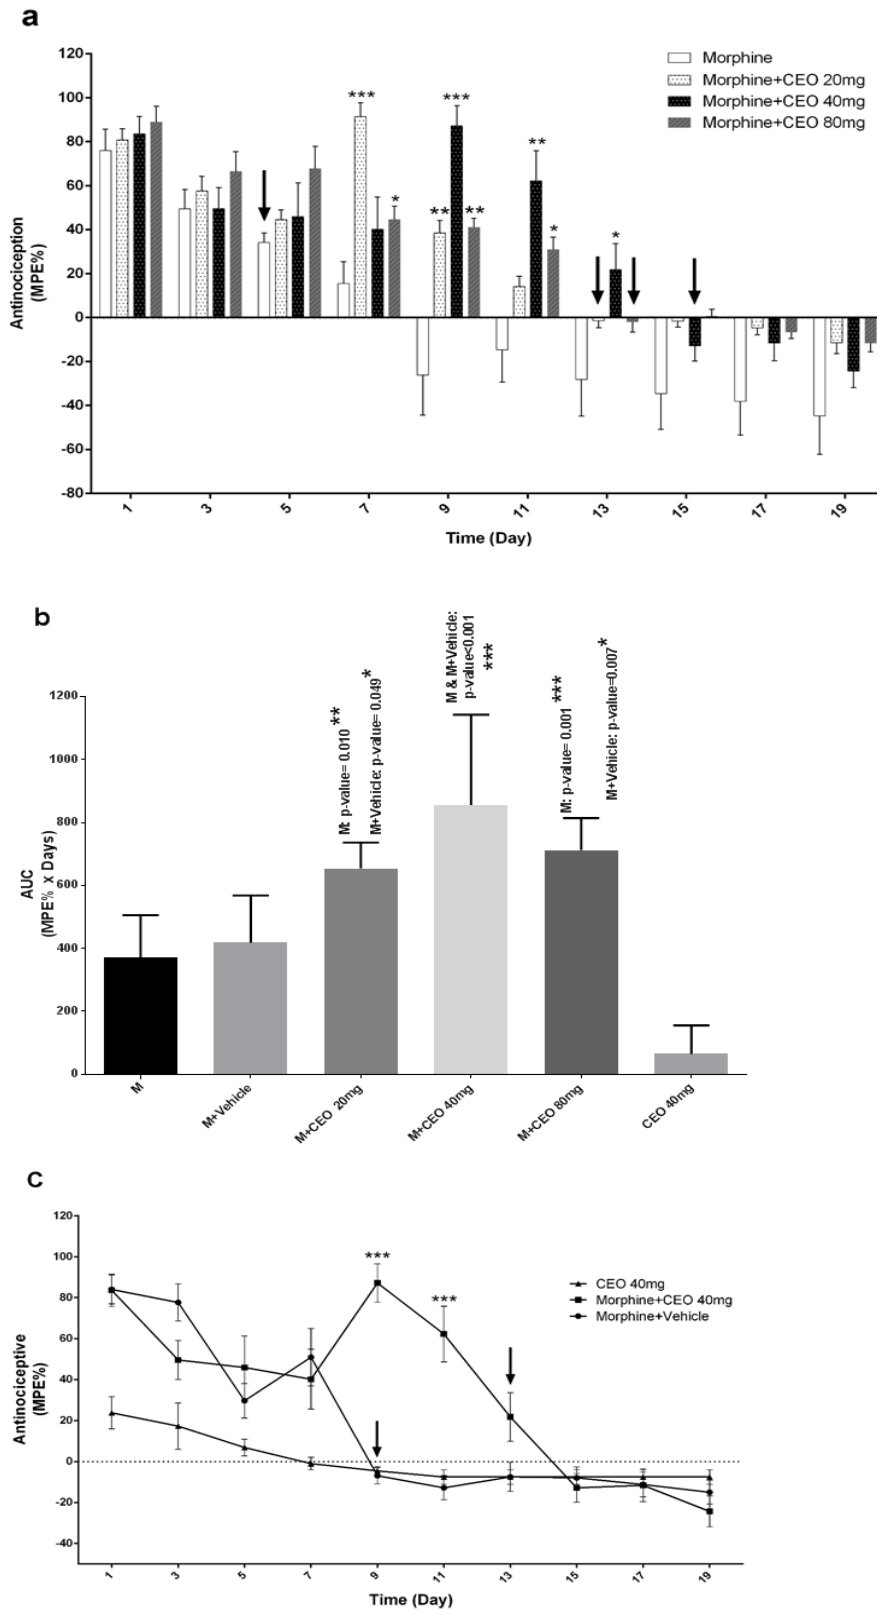 a
120
100
80
60
40
20
0
-20
-40
-60
-80
Antinociception
(MPE%)
Morphine
Morphine+CEO 20mg
Morphine+CEO 40mg
Morphine+CEO 80mg
***
*
**
***
**
**
*
*
1 3 5 7 9 11 13 15 17 19
Time (Day)
b
1200
1000
800
600
400
200
0
AUC
(MPE% x Days)
M: p-value= 0.010 **
M+Vehicle: p-value= 0.049 *
M & M+Vehicle:
p-value<0.001
***
M: p-value= 0.001 ***
M+Vehicle: p-value=0.007 *
M
M+Vehicle
M+CEO 20mg
M+CEO 40mg
M+CEO 80mg
CEO 40mg
c
120
100
80
60
40
20
0
-20
-40
Antinociceptive
(MPE%)
***
***
CEO 40mg
Morphine+CEO 40mg
Morphine+Vehicle
1 3 5 7 9 11 13 15 17 19
Time (Day)